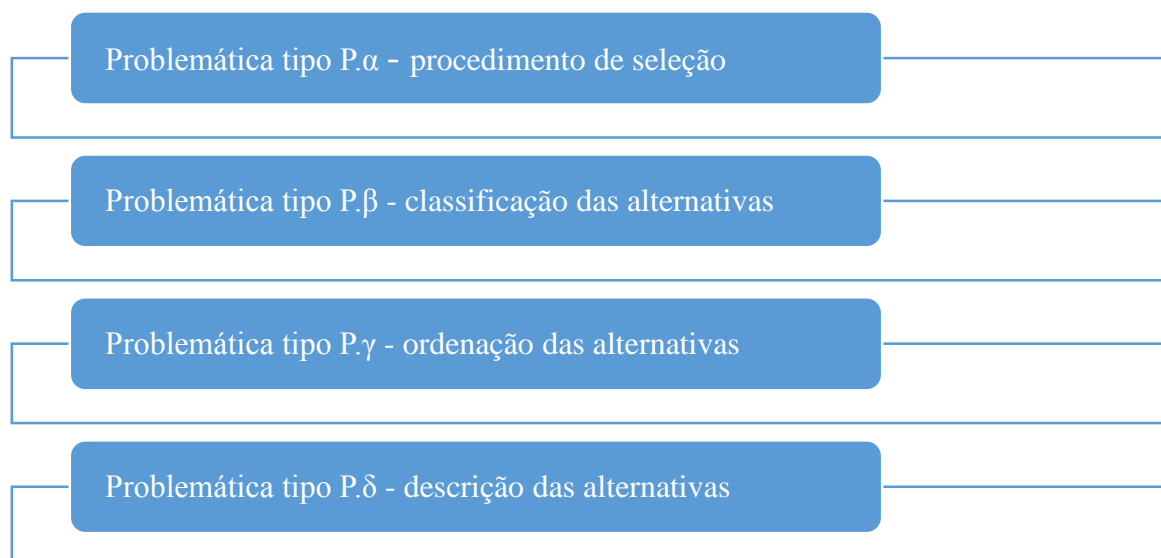 Problemática tipo P.α - procedimento de seleção
Problemática tipo P.β - classificação das alternativas
Problemática tipo P.γ - ordenação das alternativas
Problemática tipo P.δ - descrição das alternativas